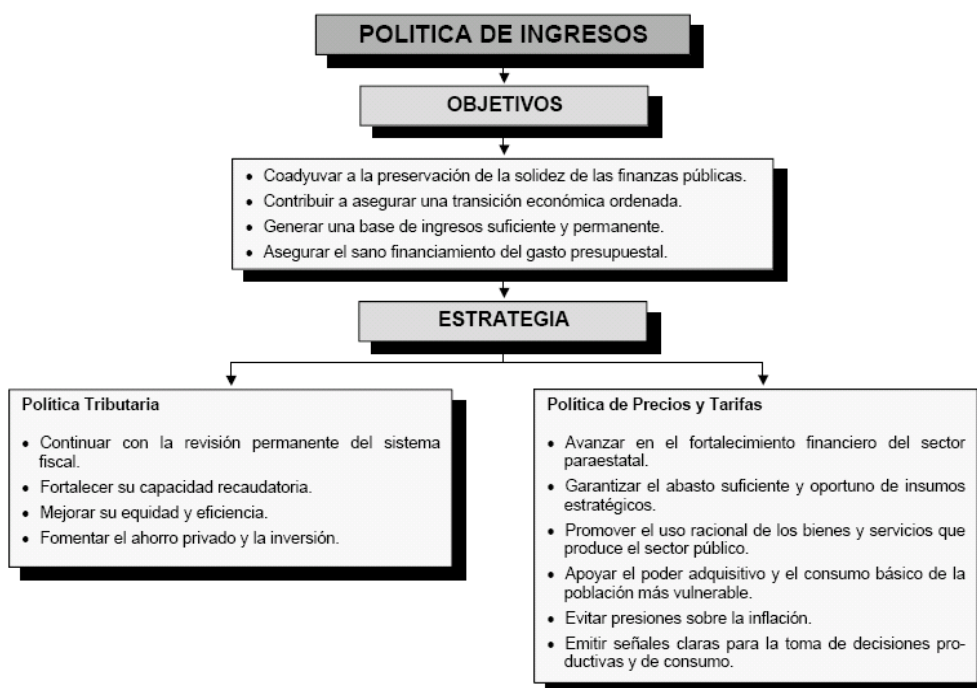 POLITICA DE INGRESOS
OBJETIVOS
• Coadyuvar a la preservación de la solidez de las finanzas públicas.
• Contribuir a asegurar una transición económica ordenada.
• Generar una base de ingresos suficiente y permanente.
• Asegurar el sano financiamiento del gasto presupuestal.
ESTRATEGIA
Política Tributaria
• Continuar con la revisión permanente del sistema
fiscal.
• Fortalecer su capacidad recaudatoria.
• Mejorar su equidad y eficiencia.
• Fomentar el ahorro privado y la inversión.
Política de Precios y Tarifas
• Avanzar en el fortalecimiento financiero del sector
paraestatal.
• Garantizar el abasto suficiente y oportuno de insumos
estratégicos.
• Promover el uso racional de los bienes y servicios que
produce el sector público.
• Apoyar el poder adquisitivo y el consumo básico de la
población más vulnerable.
• Evitar presiones sobre la inflación.
• Emitir señales claras para la toma de decisiones pro-
ductivas y de consumo.